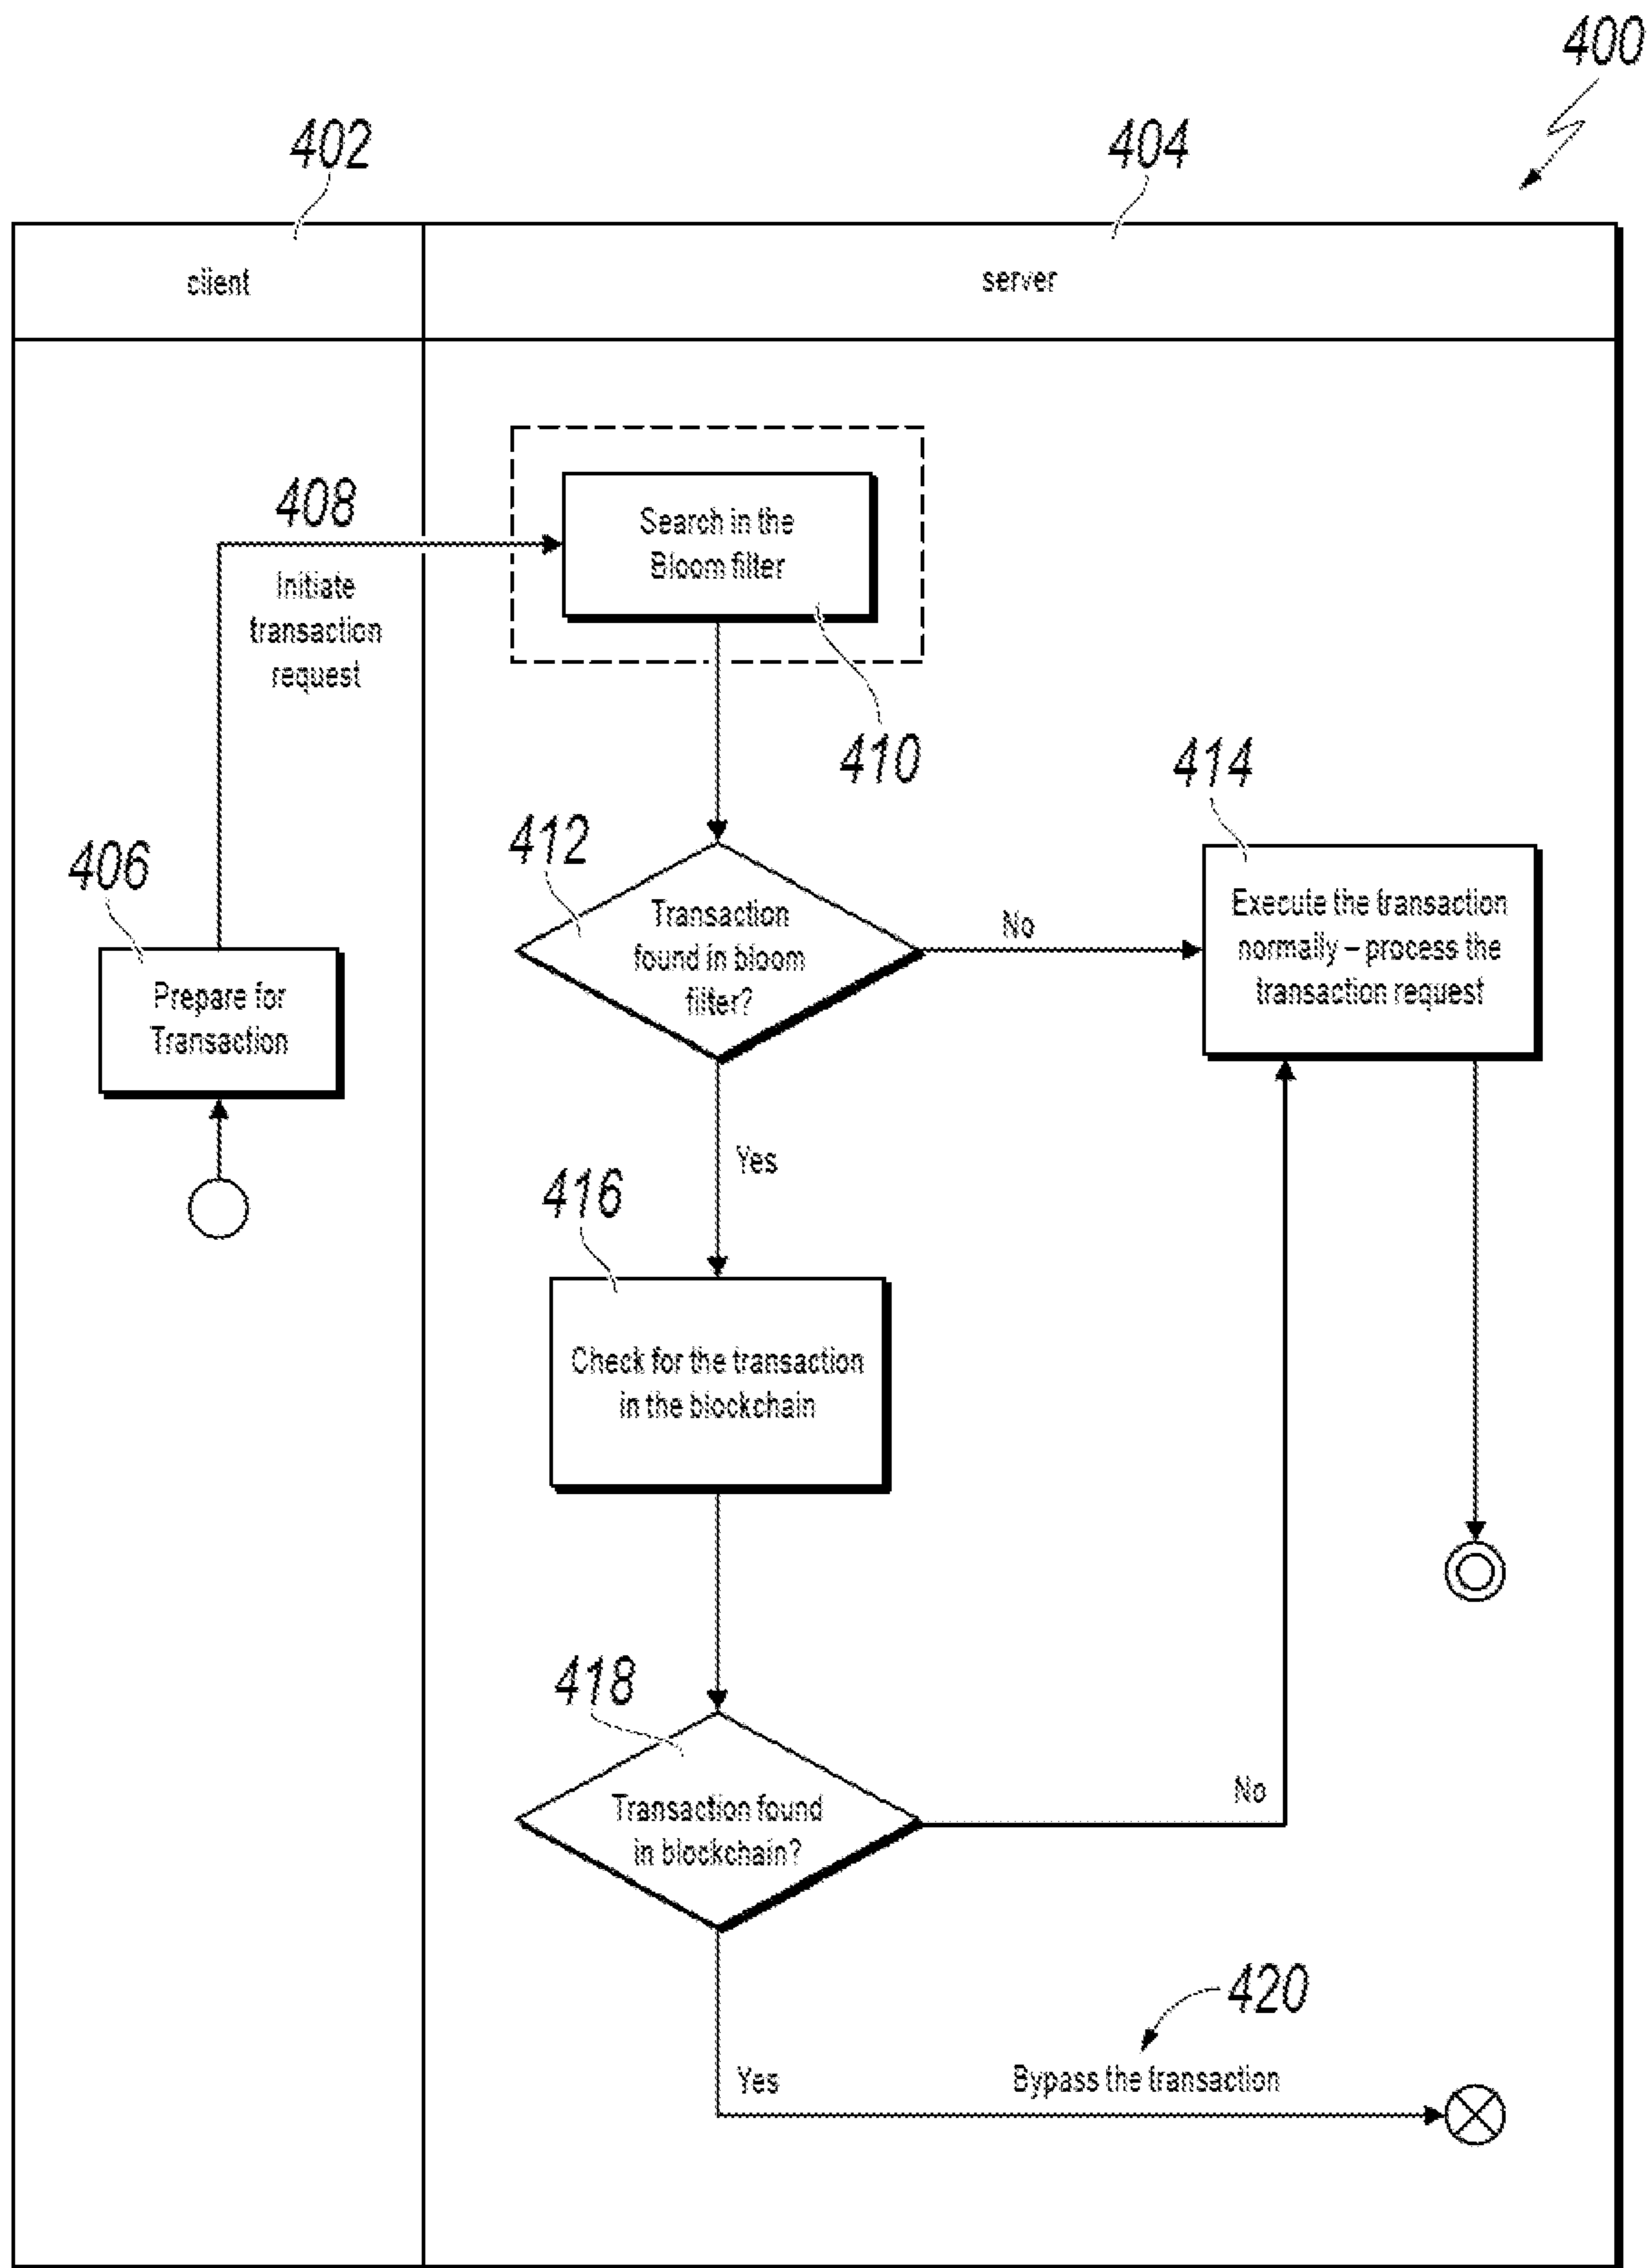 400
402
404
client
server
408
Initiate
transaction
request
Search in the
Bloom filter
410
412
414
406
Transaction
found in bloom
filter?
No
Execute the transaction
normally – process the
transaction request
Prepare for
Transaction
Yes
416
Check for the transaction
in the blockchain
418
Transaction found
in blockchain?
No
420
Yes
Bypass the transaction